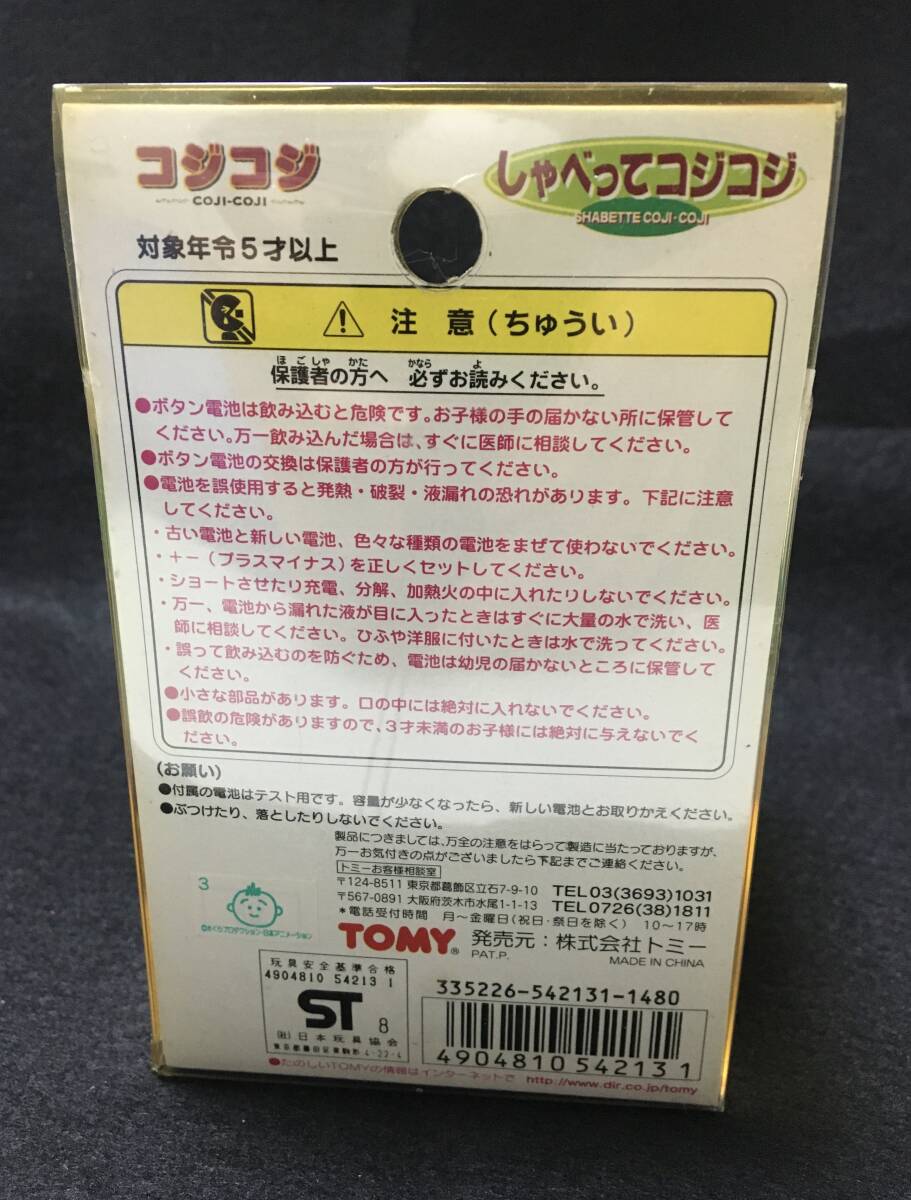 コジコジ
COJI-COJI
しゃべってコジコジ
SHABETTE COJI-COJI
対象年令5才以上
注 意(ちゅうい)
保護者の方へ 必ずお読みください。
●ボタン電池は飲み込むと危険です。お子様の手の届かない所に保管して
ください。万一飲み込んだ場合は、すぐに医師に相談してください。
●ボタン電池の交換は保護者の方が行ってください。
●電池を誤使用すると発熱・破裂・液漏れの恐れがあります。下記に注意
してください。
・古い電池と新しい電池、色々な種類の電池をまぜて使わないでください。
・+−(プラスマイナス)を正しくセットしてください。
・ショートさせたり充電、分解、加熱火の中に入れたりしないでください。
・万一、電池から漏れた液が目に入ったときはすぐに大量の水で洗い、医
師に相談してください。ひふや洋服に付いたときは水で洗ってください。
・誤って飲み込むのを防ぐため、電池は幼児の届かないところに保管して
ください。
●小さな部品があります。口の中には絶対に入れないでください。
●誤飲の危険がありますので、3才未満のお子様には絶対に与えないでく
ださい。
(お願い)
●付属の電池はテスト用です。容量が少なくなったら、新しい電池とお取りかえください。
●ぶつけたり、落としたりしないでください。
製品につきましては、万全の注意をはらって製造に当たっておりますが、
万一お気付きの点がございましたら下記までご連絡ください。
トミーお客様相談室
〒124-8511 東京都葛飾区立石7-9-10 TEL03(3693)1031
〒567-0891 大阪府茨木市水尾1-1-13 TEL0726(38)1811
*電話受付時間 月〜金曜日(祝日・祭日を除く) 10〜17時
3
©さくらプロダクション・日本アニメーション
TOMY® 発売元:株式会社トミー
PAT.P. MADE IN CHINA
玩具安全基準合格
4904810 54213 1
ST 8
(社)日本玩具協会
東京都墨田区東駒形4-22-4
335226-542131-1480
4904810542131
●たのしいTOMYの情報はインターネットで http://www.dir.co.jp/tomy